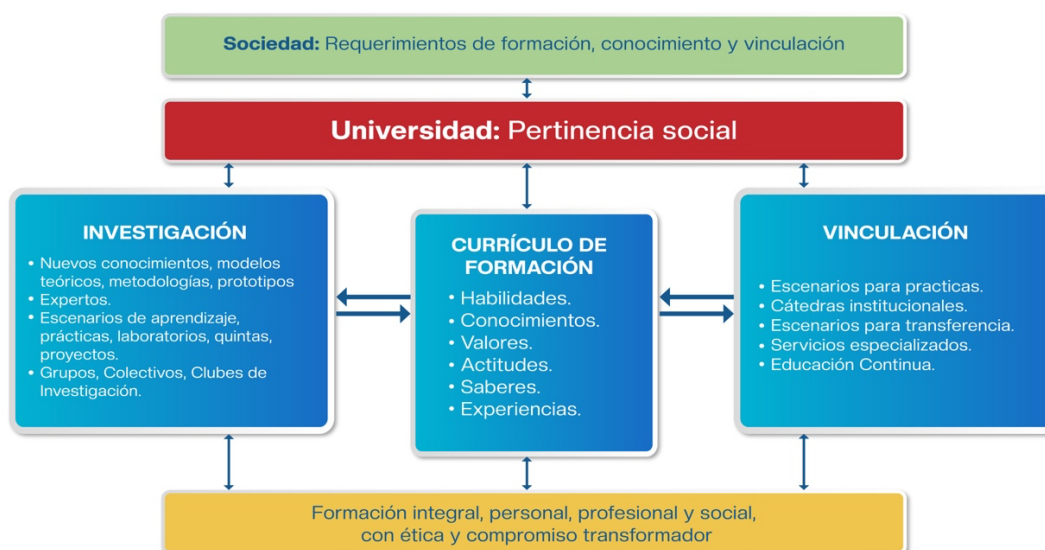 Sociedad: Requerimientos de formación, conocimiento y vinculación
Universidad: Pertinencia social
INVESTIGACIÓN
• Nuevos conocimientos, modelos
teóricos, metodologías, prototipos
• Expertos.
• Escenarios de aprendizaje,
prácticas, laboratorios, quintas,
proyectos.
• Grupos, Colectivos, Clubes de
Investigación.
CURRÍCULO DE
FORMACIÓN
• Habilidades.
• Conocimientos.
• Valores.
• Actitudes.
• Saberes.
• Experiencias.
VINCULACIÓN
• Escenarios para practicas.
• Cátedras institucionales.
• Escenarios para transferencia.
• Servicios especializados.
• Educación Continua.
Formación integral, personal, profesional y social,
con ética y compromiso transformador